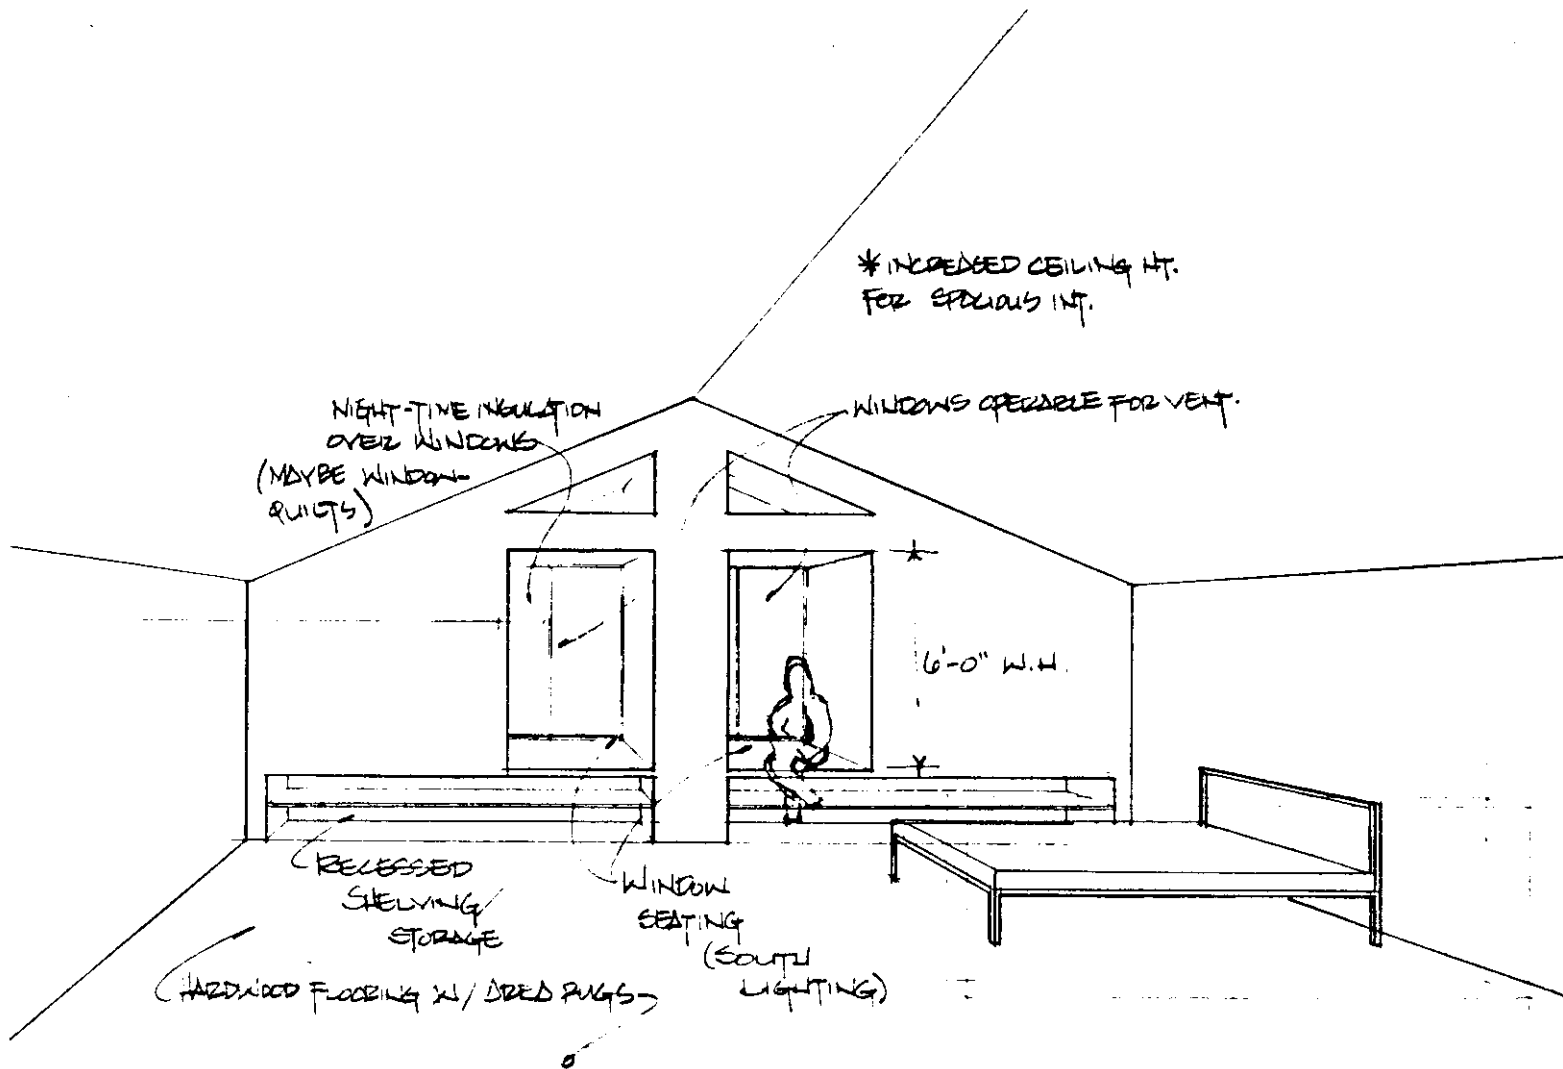 * INCREASED CEILING HT.
FOR SPACIOUS INT.
NIGHT-TIME INSULATION
OVER WINDOWS
(MAYBE WINDOW-
QUILTS)
WINDOWS OPERABLE FOR VENT.
6'-0" W.H.
RECESSED
SHELVING
STORAGE
WINDOW
SEATING
(SOUTH
LIGHTING)
HARDWOOD FLOORING W/ AREA RUGS